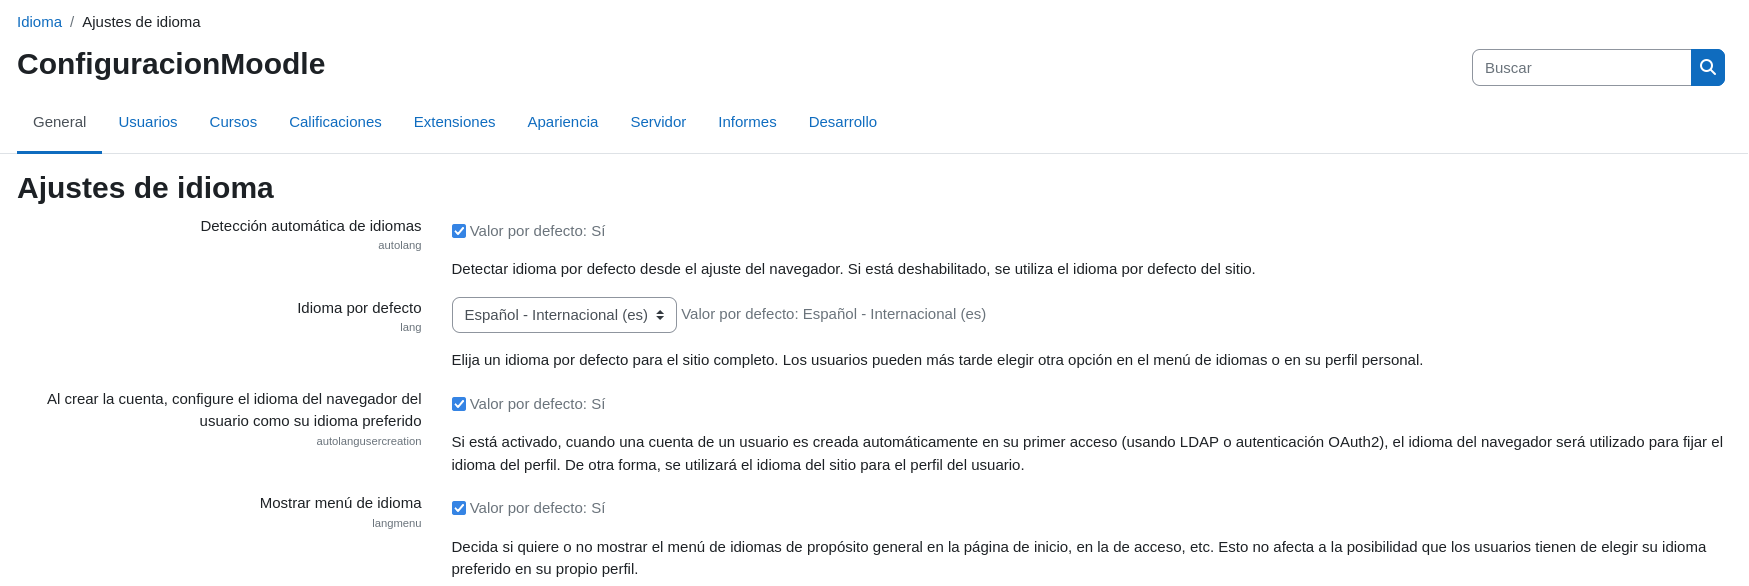 Idioma / Ajustes de idioma
ConfiguracionMoodle
Buscar
General Usuarios Cursos Calificaciones Extensiones Apariencia Servidor Informes Desarrollo
Ajustes de idioma
Detección automática de idiomas
autolang
Valor por defecto: Sí
Detectar idioma por defecto desde el ajuste del navegador. Si está deshabilitado, se utiliza el idioma por defecto del sitio.
Idioma por defecto
lang
Español - Internacional (es) Valor por defecto: Español - Internacional (es)
Elija un idioma por defecto para el sitio completo. Los usuarios pueden más tarde elegir otra opción en el menú de idiomas o en su perfil personal.
Al crear la cuenta, configure el idioma del navegador del
usuario como su idioma preferido
autolangusercreation
Valor por defecto: Sí
Si está activado, cuando una cuenta de un usuario es creada automáticamente en su primer acceso (usando LDAP o autenticación OAuth2), el idioma del navegador será utilizado para fijar el
idioma del perfil. De otra forma, se utilizará el idioma del sitio para el perfil del usuario.
Mostrar menú de idioma
langmenu
Valor por defecto: Sí
Decida si quiere o no mostrar el menú de idiomas de propósito general en la página de inicio, en la de acceso, etc. Esto no afecta a la posibilidad que los usuarios tienen de elegir su idioma
preferido en su propio perfil.